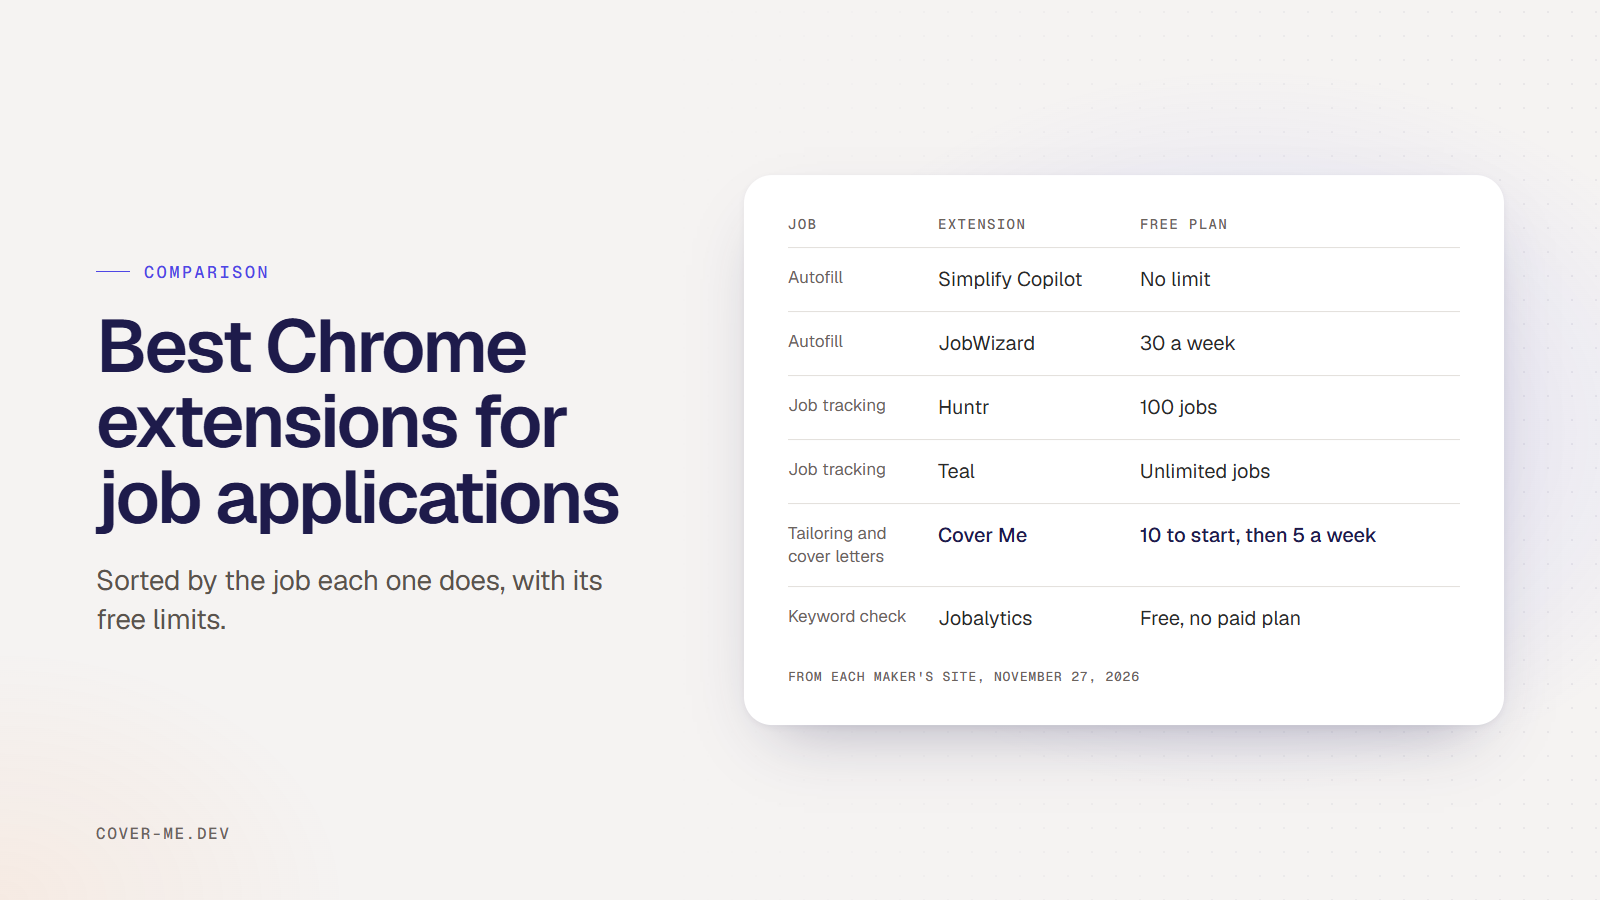 COMPARISON
Best Chrome
extensions for
job applications
Sorted by the job each one does, with its
free limits.
COVER-ME.DEV
JOB EXTENSION FREE PLAN
Autofill Simplify Copilot No limit
Autofill JobWizard 30 a week
Job tracking Huntr 100 jobs
Job tracking Teal Unlimited jobs
Tailoring and Cover Me 10 to start, then 5 a week
cover letters
Keyword check Jobalytics Free, no paid plan
FROM EACH MAKER'S SITE, NOVEMBER 27, 2026